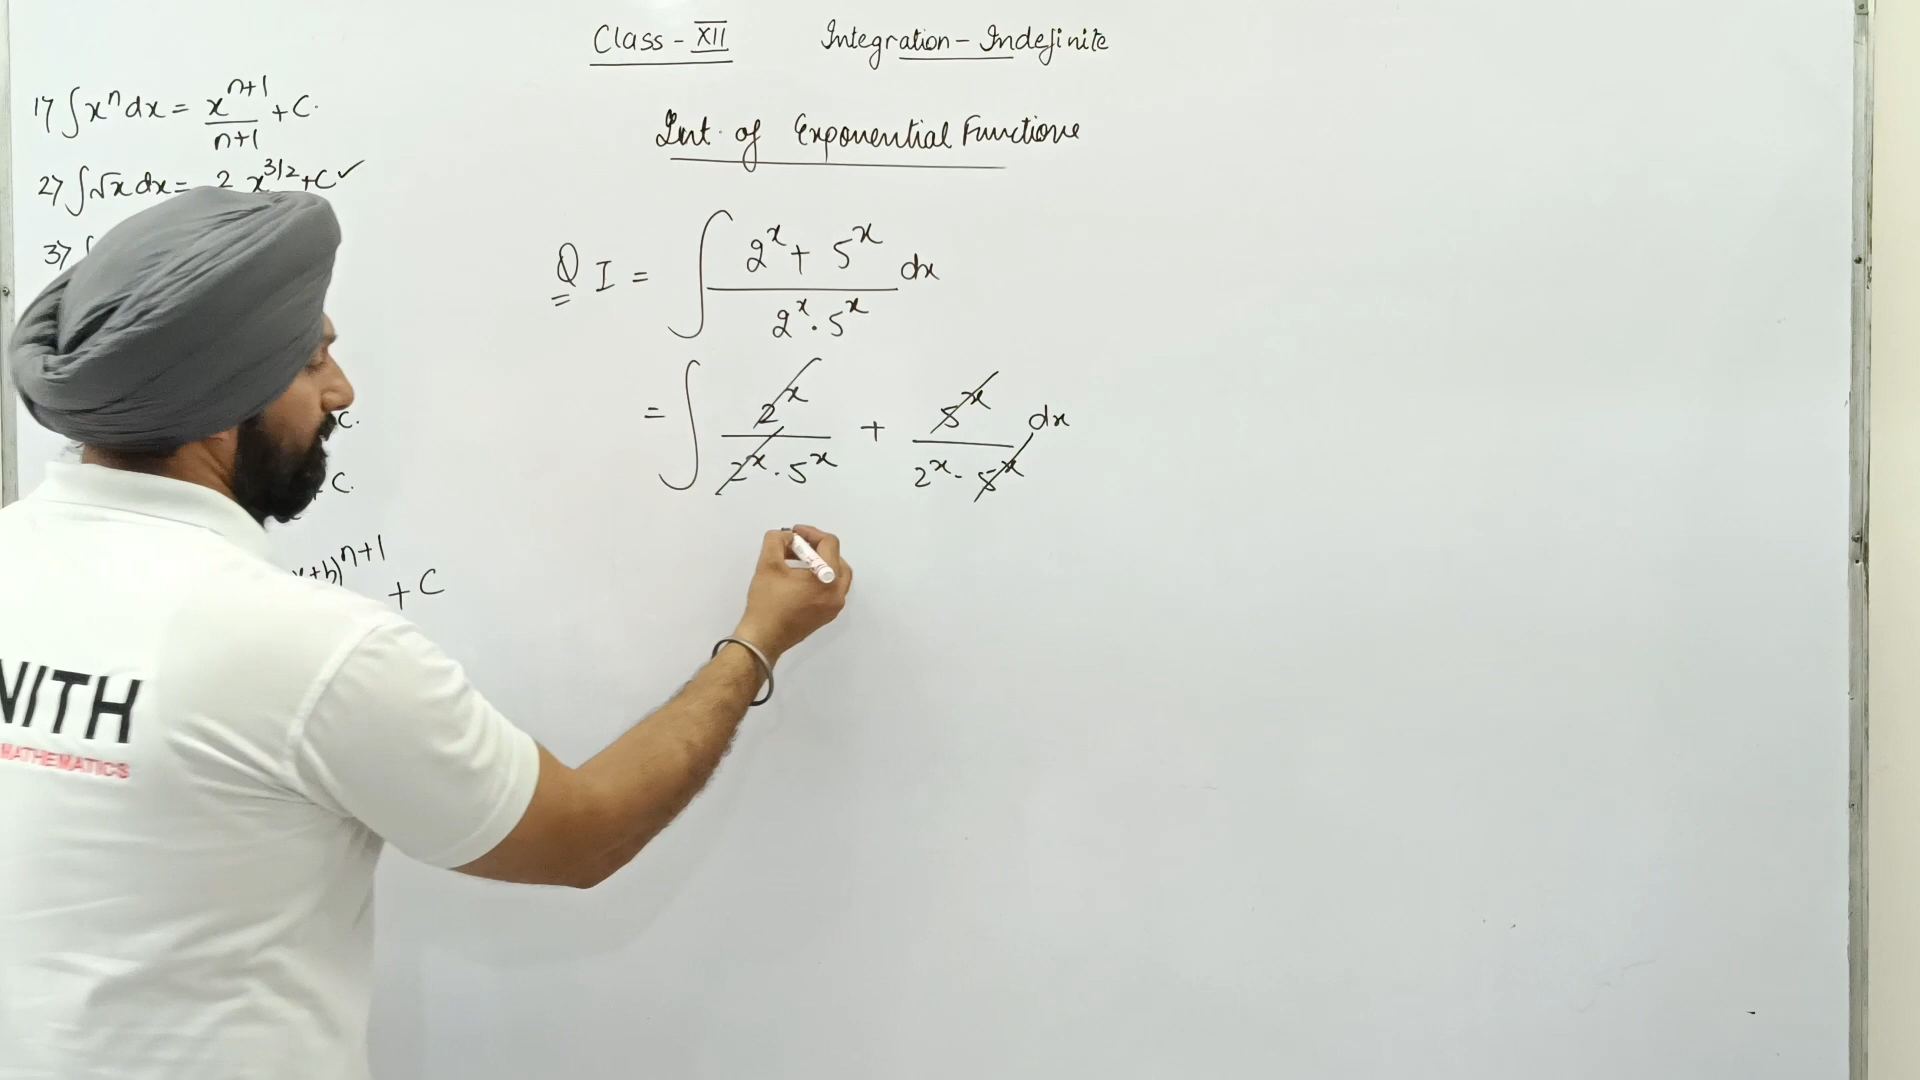 Class - XII Integration - Indefinite
Int. of Exponential Functions
1) ∫xⁿdx = x^(n+1)/(n+1) + C.
2) ∫√x dx = 2 x^(3/2) + C ✓
3) ∫
C.
+ C.
x+b)^(n+1) + C
Q I = ∫ (2^x + 5^x)/(2^x · 5^x) dx
= ∫ 2^x/(2^x · 5^x) + 5^x/(2^x · 5^x) dx
NITH
MATHEMATICS